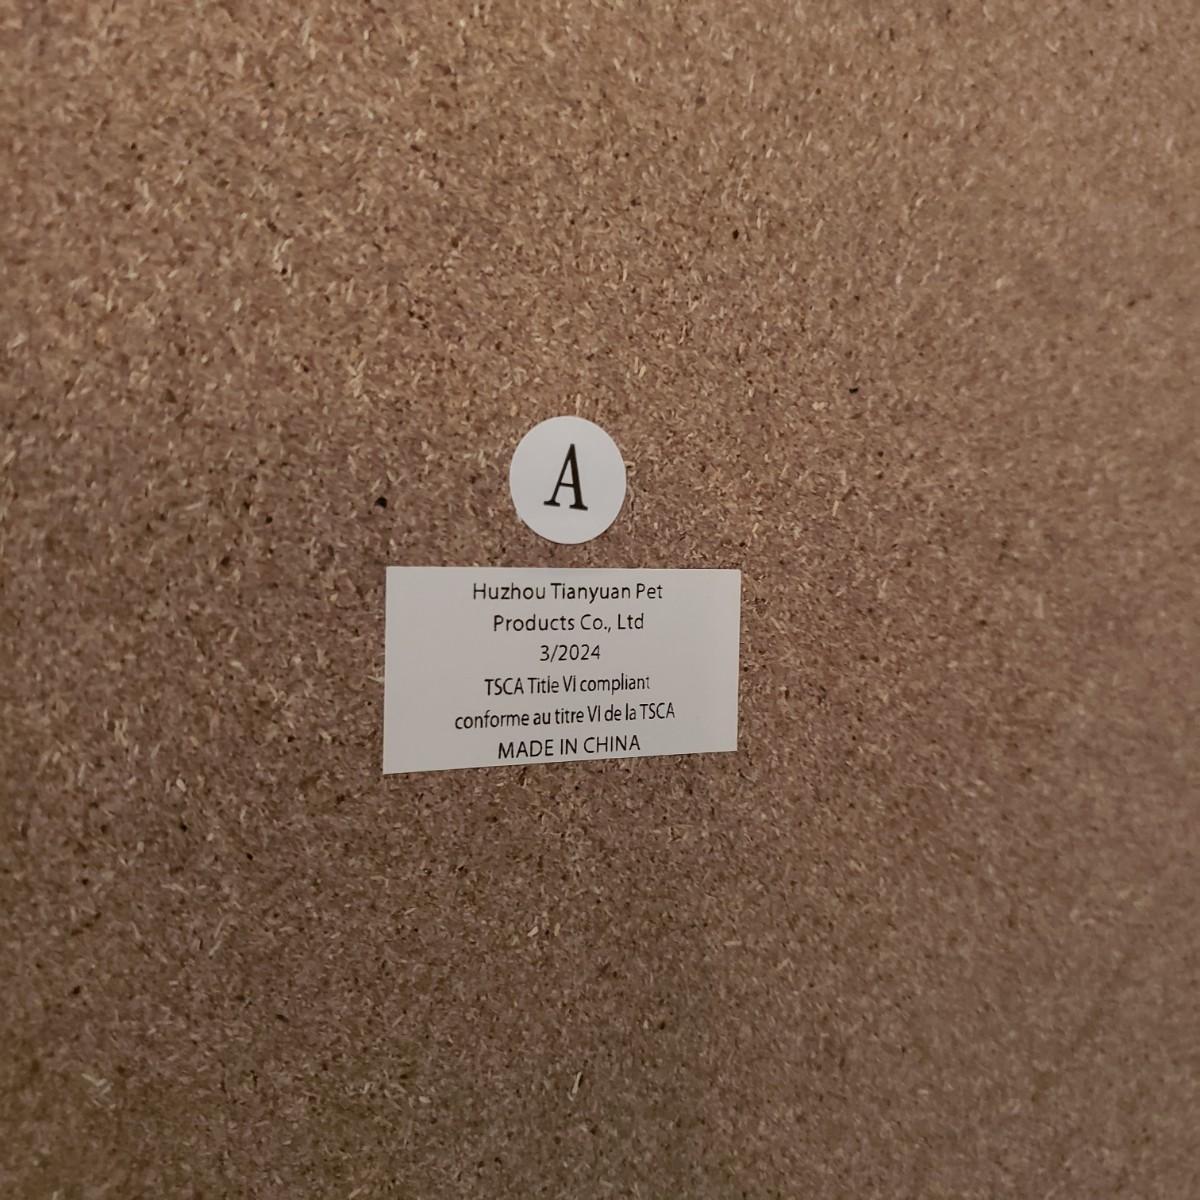 A
Huzhou Tianyuan Pet
Products Co., Ltd
3/2024
TSCA Title VI compliant
conforme au titre VI de la TSCA
MADE IN CHINA